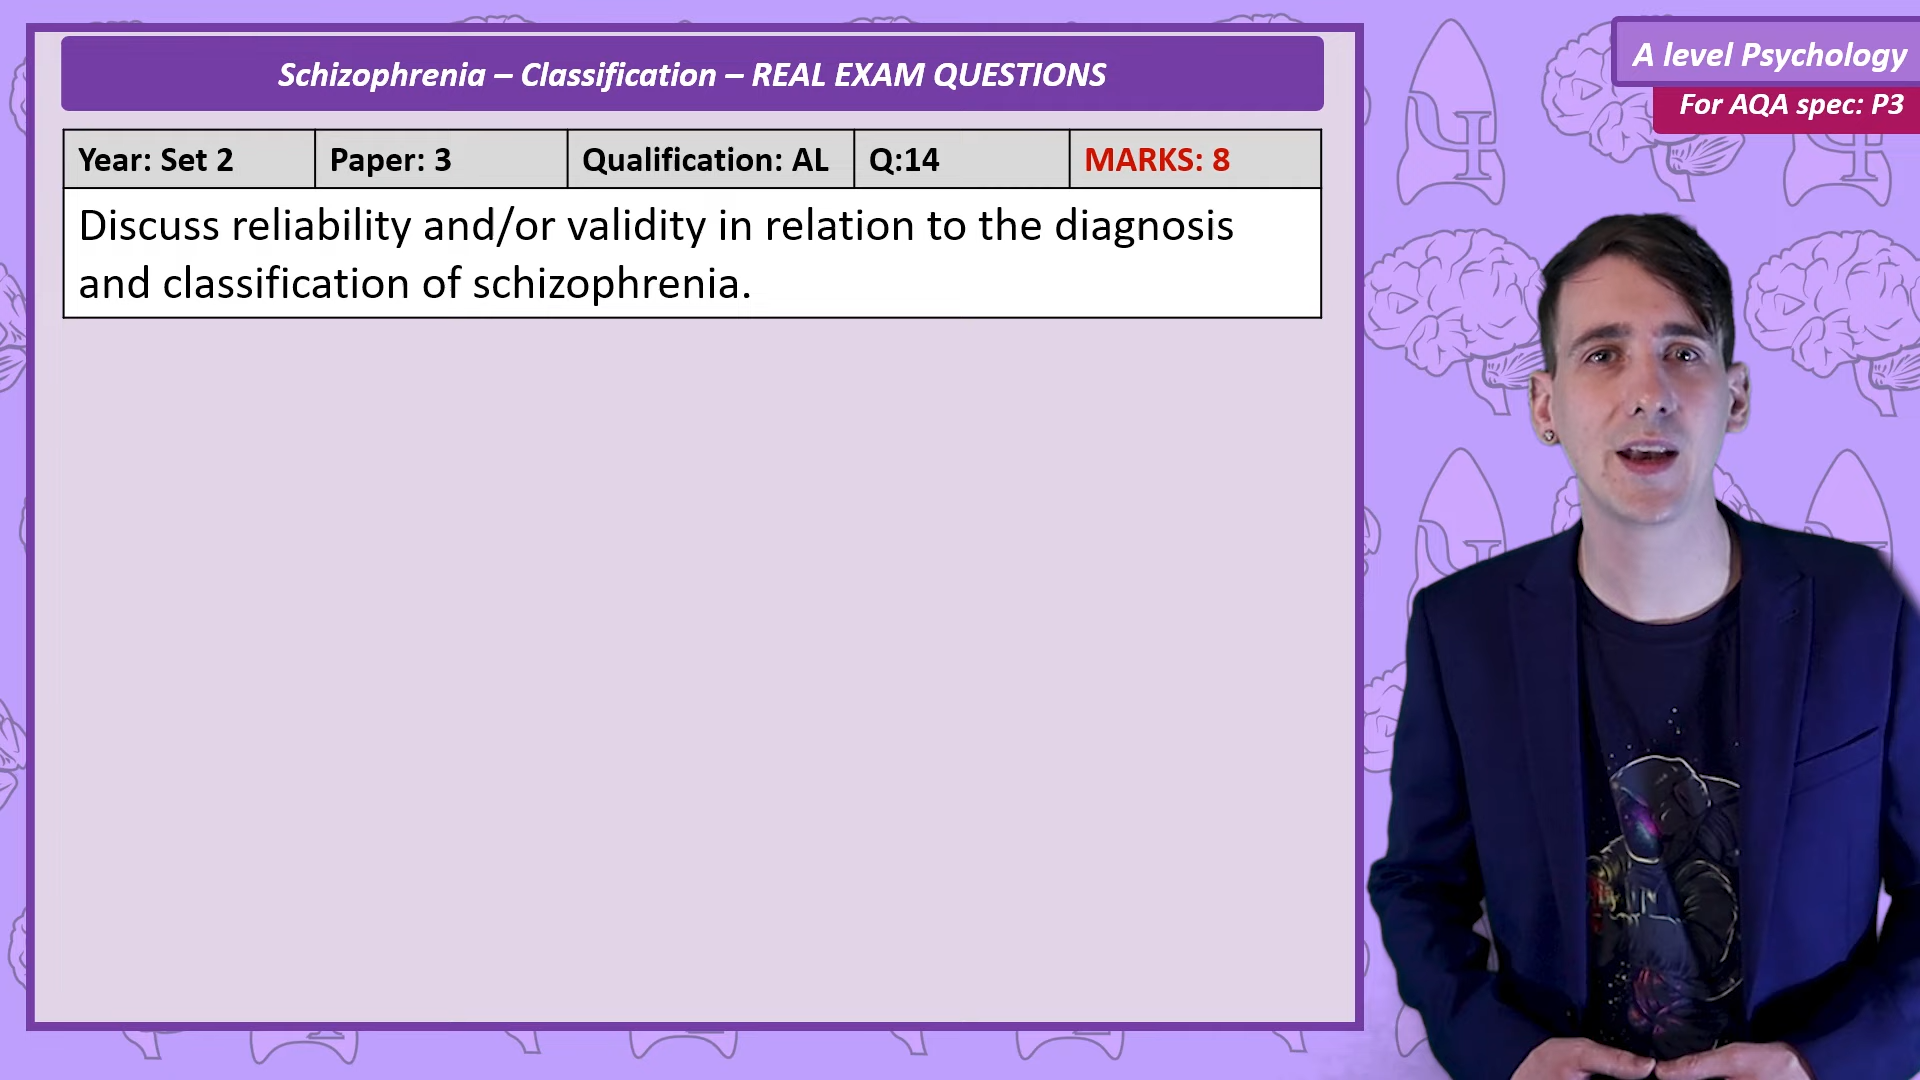 Schizophrenia – Classification – REAL EXAM QUESTIONS
A level Psychology
For AQA spec: P3
Year: Set 2
Paper: 3
Qualification: AL
Q:14
MARKS: 8
Discuss reliability and/or validity in relation to the diagnosis
and classification of schizophrenia.